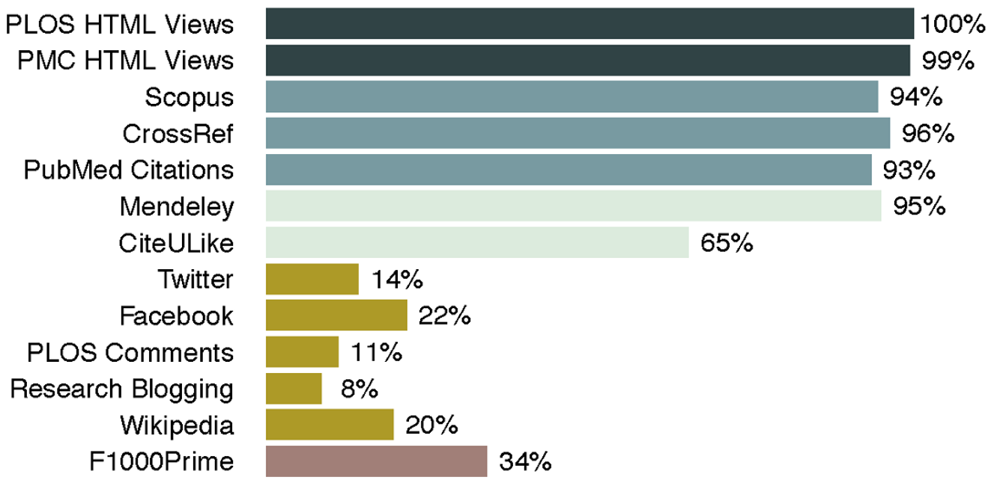 PLOS HTML Views 100%
PMC HTML Views 99%
Scopus 94%
CrossRef 96%
PubMed Citations 93%
Mendeley 95%
CiteULike 65%
Twitter 14%
Facebook 22%
PLOS Comments 11%
Research Blogging 8%
Wikipedia 20%
F1000Prime 34%